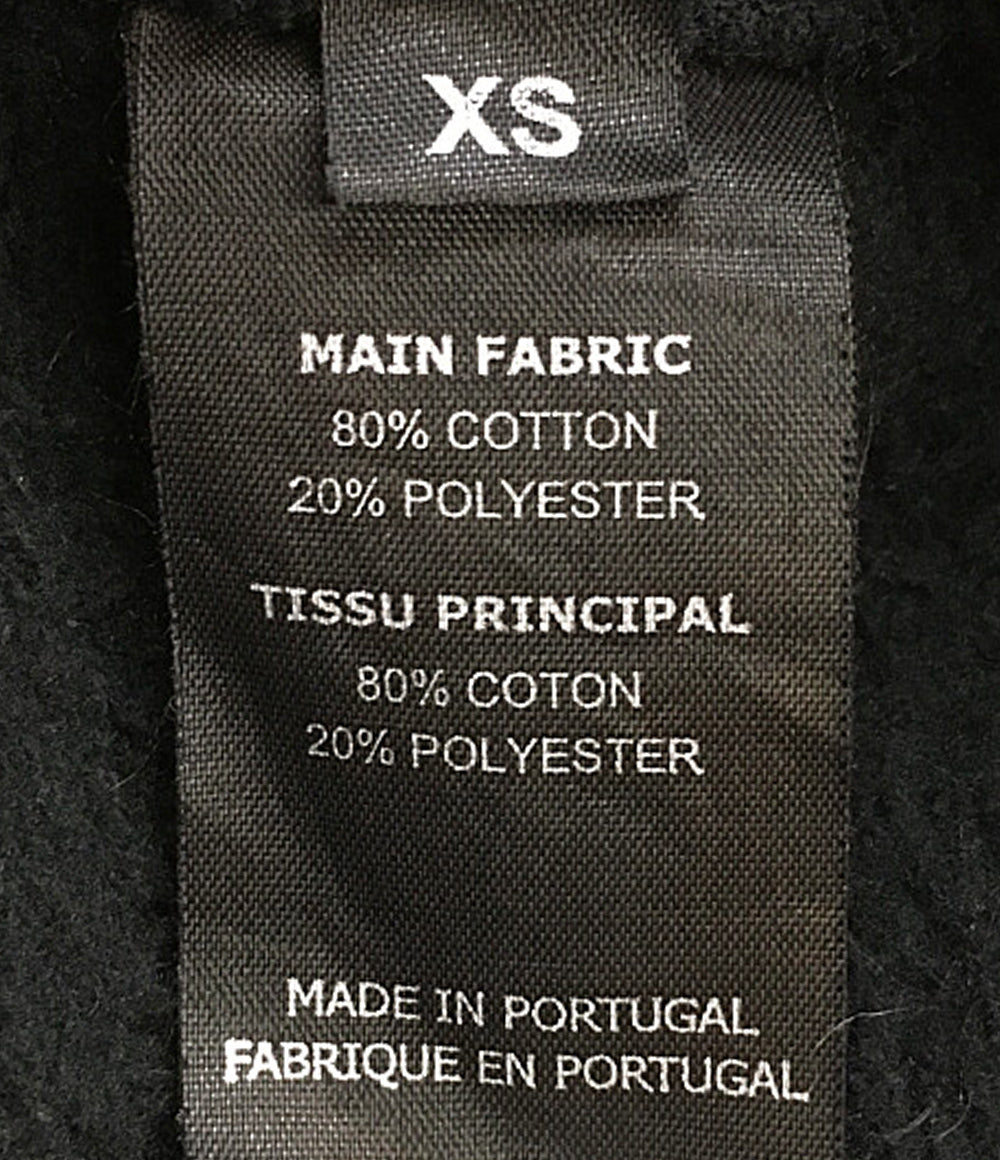 XS
MAIN FABRIC
80% COTTON
20% POLYESTER
TISSU PRINCIPAL
80% COTON
20% POLYESTER
MADE IN PORTUGAL
FABRIQUE EN PORTUGAL